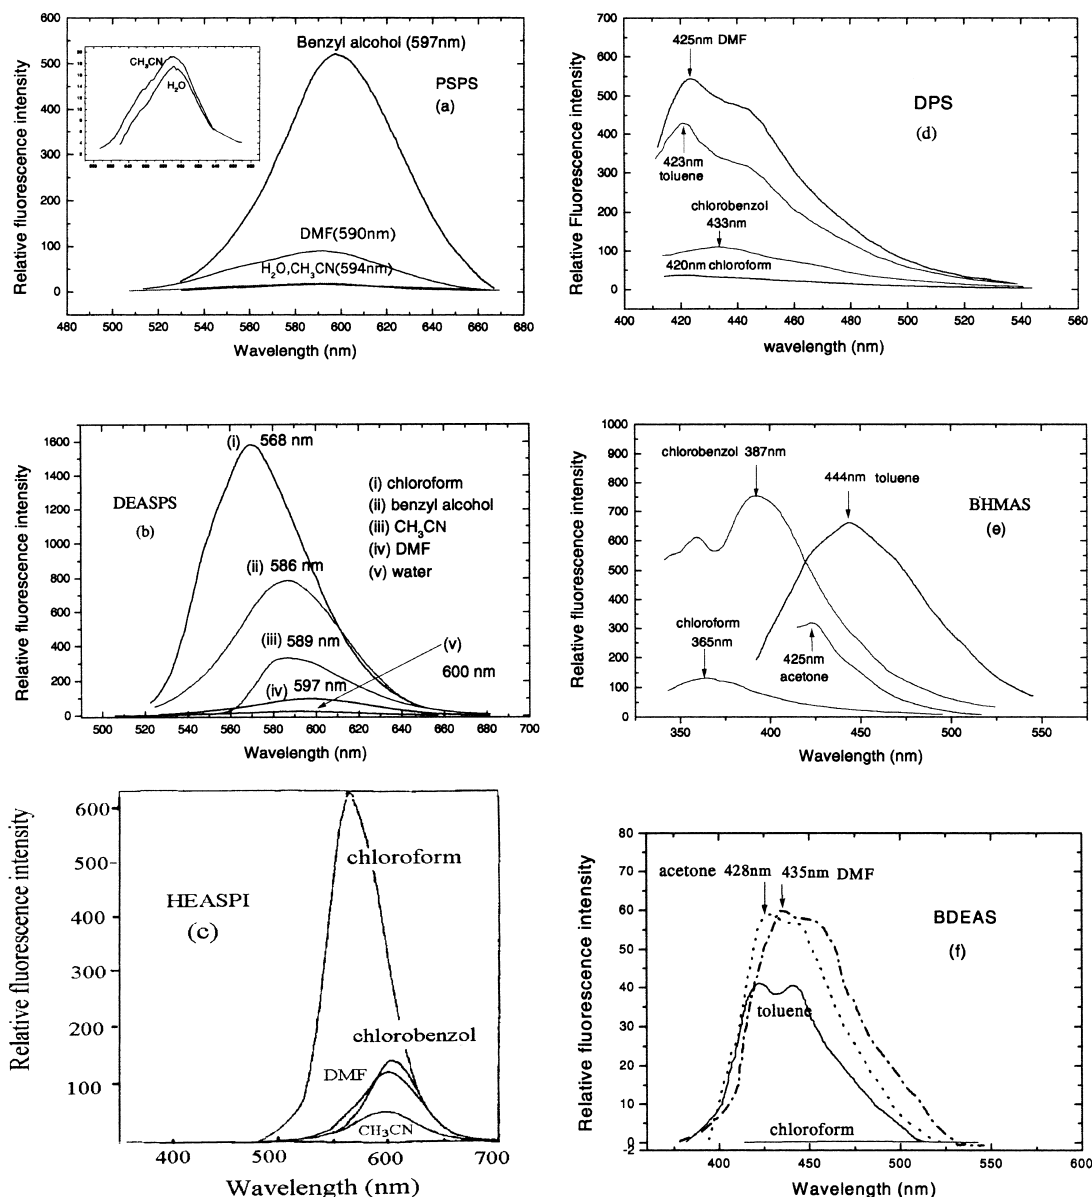 600
500
400
300
200
100
0
Relative fluorescence intensity
Benzyl alcohol (597nm)
PSPS
(a)
CH₃CN
H₂O
DMF(590nm)
H₂O,CH₃CN(594nm)
480 500 520 540 560 580 600 620 640 660 680
Wavelength (nm)
700
600
500
400
300
200
100
0
Relative Fluorescence intensity
425nm DMF
DPS
(d)
423nm
toluene
chlorobenzol
433nm
420nm chloroform
400 420 440 460 480 500 520 540 560
wavelength (nm)
1600
1400
1200
1000
800
600
400
200
0
Relative fluorescence intensity
DEASPS
(b)
(i) 568 nm
(i) chloroform
(ii) benzyl alcohol
(iii) CH₃CN
(iv) DMF
(v) water
(ii) 586 nm
(iii) 589 nm
(v)
600 nm
(iv) 597 nm
500 520 540 560 580 600 620 640 660 680 700
Wavelength (nm)
1000
900
800
700
600
500
400
300
200
100
0
Relative fluorescence intensity
chlorobenzol 387nm
444nm toluene
BHMAS
(e)
chloroform
365nm
425nm
acetone
350 400 450 500 550
Wavelength (nm)
600
500
400
300
200
100
Relative fluorescence intensity
HEASPI
(c)
chloroform
chlorobenzol
DMF
CH₃CN
400 500 600 700
Wavelength (nm)
80
70
60
50
40
30
20
10
0
-2
Relative fluorescence intensity
acetone 428nm 435nm DMF
BDEAS
(f)
toluene
chloroform
400 450 500 550 600
Wavelength (nm)